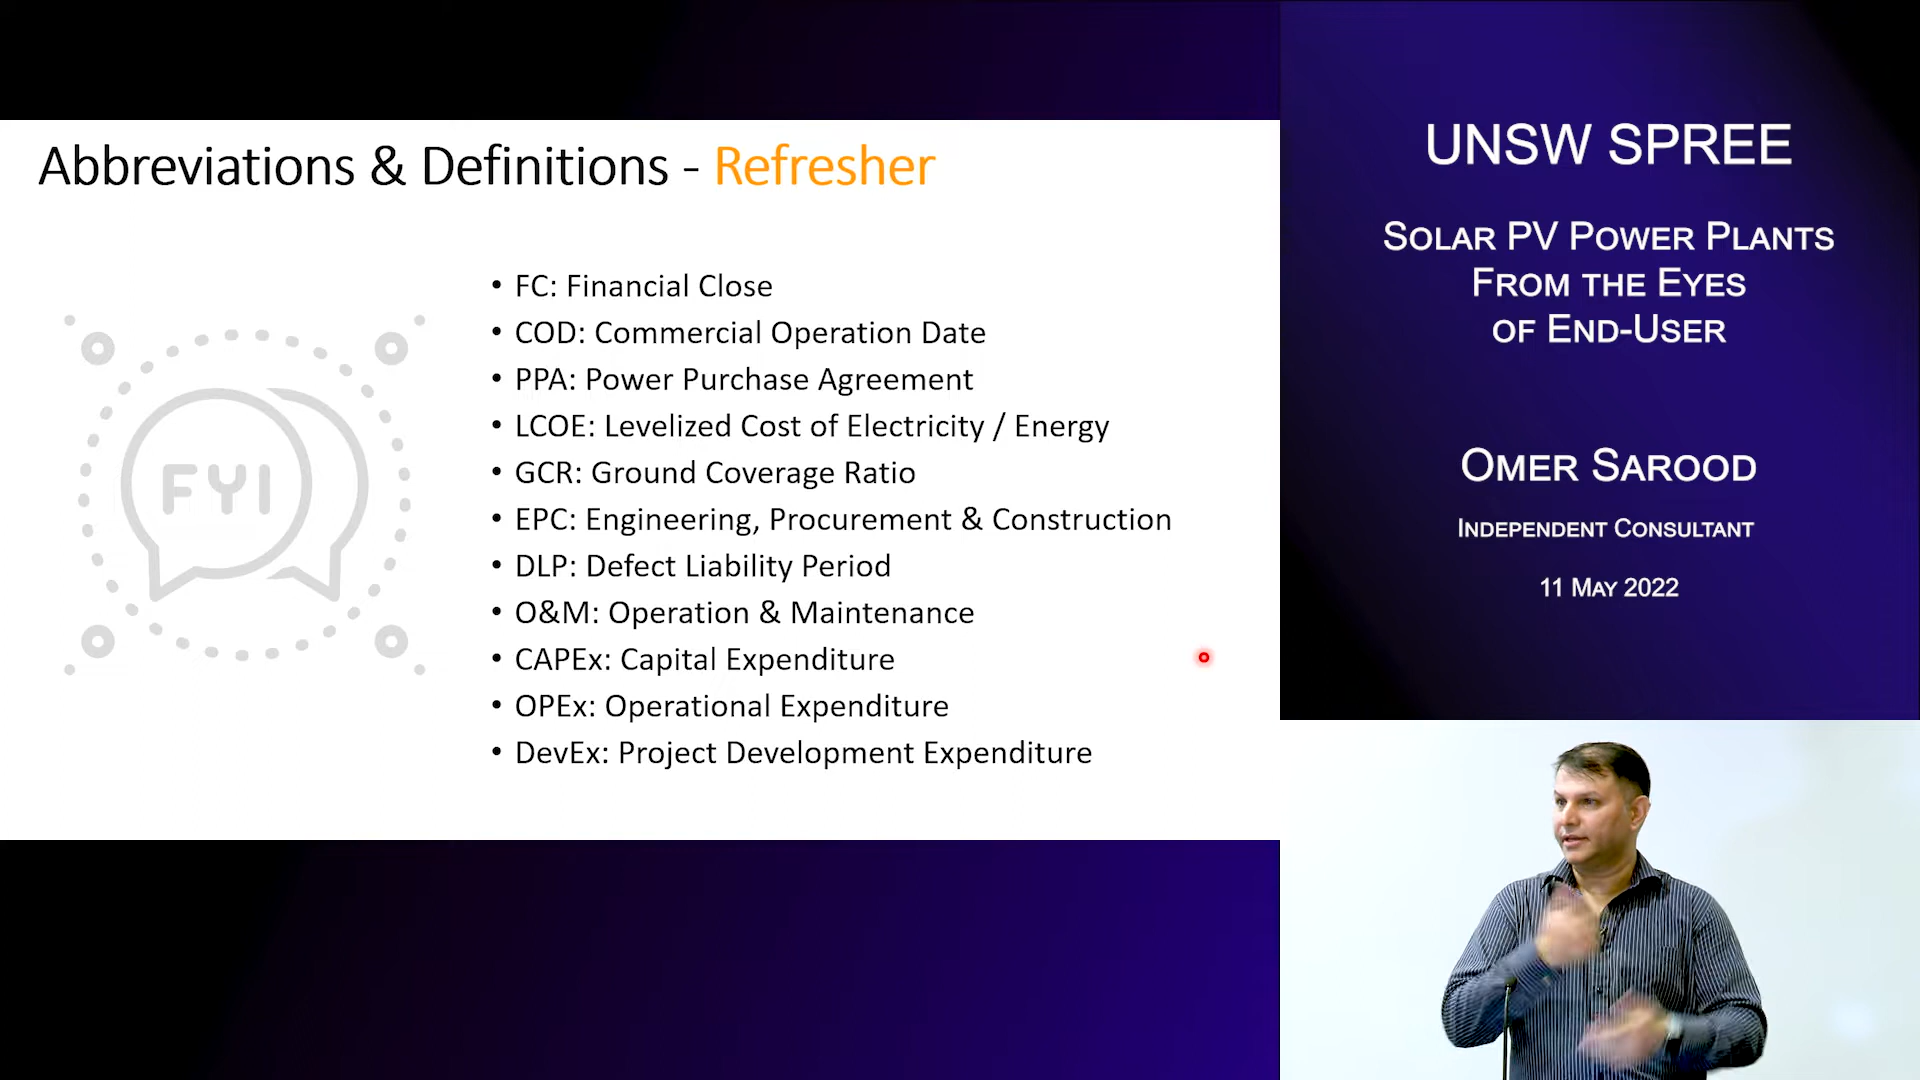 Abbreviations & Definitions - Refresher
FYI
• FC: Financial Close
• COD: Commercial Operation Date
• PPA: Power Purchase Agreement
• LCOE: Levelized Cost of Electricity / Energy
• GCR: Ground Coverage Ratio
• EPC: Engineering, Procurement & Construction
• DLP: Defect Liability Period
• O&M: Operation & Maintenance
• CAPEx: Capital Expenditure
• OPEx: Operational Expenditure
• DevEx: Project Development Expenditure
UNSW SPREE
SOLAR PV POWER PLANTS
FROM THE EYES
OF END-USER
OMER SAROOD
INDEPENDENT CONSULTANT
11 MAY 2022